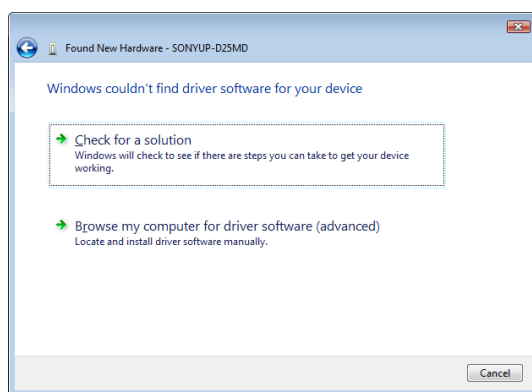 Found New Hardware - SONYUP-D25MD
Windows couldn't find driver software for your device
Check for a solution
Windows will check to see if there are steps you can take to get your device
working.
Browse my computer for driver software (advanced)
Locate and install driver software manually.
Cancel